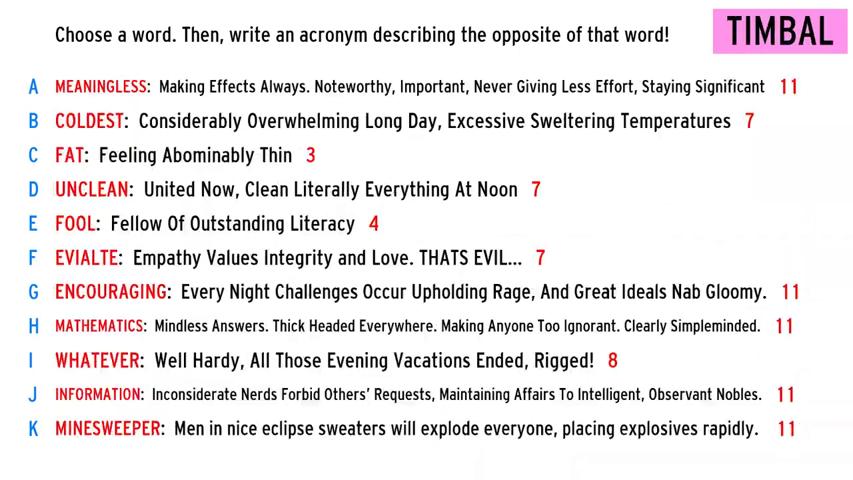 Choose a word. Then, write an acronym describing the opposite of that word!
TIMBAL
A MEANINGLESS: Making Effects Always. Noteworthy, Important, Never Giving Less Effort, Staying Significant 11
B COLDEST: Considerably Overwhelming Long Day, Excessive Sweltering Temperatures 7
C FAT: Feeling Abominably Thin 3
D UNCLEAN: United Now, Clean Literally Everything At Noon 7
E FOOL: Fellow Of Outstanding Literacy 4
F EVIALTE: Empathy Values Integrity and Love. THATS EVIL... 7
G ENCOURAGING: Every Night Challenges Occur Upholding Rage, And Great Ideals Nab Gloomy. 11
H MATHEMATICS: Mindless Answers. Thick Headed Everywhere. Making Anyone Too Ignorant. Clearly Simpleminded. 11
I WHATEVER: Well Hardy, All Those Evening Vacations Ended, Rigged! 8
J INFORMATION: Inconsiderate Nerds Forbid Others' Requests, Maintaining Affairs To Intelligent, Observant Nobles. 11
K MINESWEEPER: Men in nice eclipse sweaters will explode everyone, placing explosives rapidly. 11